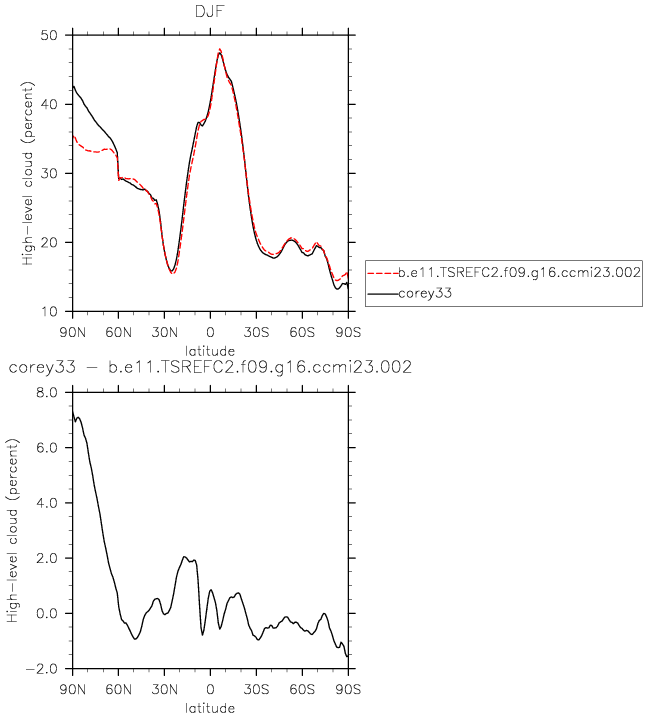 DJF
50
40
30
20
10
High-level cloud (percent)
90N 60N 30N 0 30S 60S 90S
latitude
b.e11.TSREFC2.f09.g16.ccmi23.002
corey33
corey33 - b.e11.TSREFC2.f09.g16.ccmi23.002
8.0
6.0
4.0
2.0
0.0
-2.0
High-level cloud (percent)
90N 60N 30N 0 30S 60S 90S
latitude